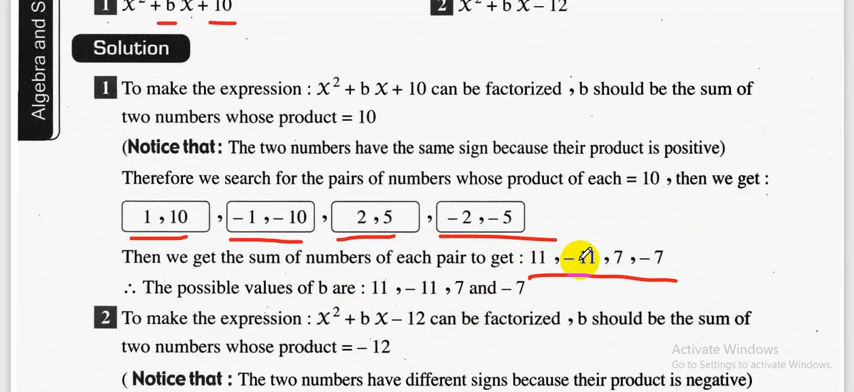 Algebra and S
1 x² + b x + 10
2 x² + b x − 12
Solution
1 To make the expression : x² + b x + 10 can be factorized , b should be the sum of
two numbers whose product = 10
(Notice that: The two numbers have the same sign because their product is positive)
Therefore we search for the pairs of numbers whose product of each = 10 , then we get :
1 , 10 , − 1 , − 10 , 2 , 5 , − 2 , − 5
Then we get the sum of numbers of each pair to get : 11 , − 11 , 7 , − 7
∴ The possible values of b are : 11 , − 11 , 7 and − 7
2 To make the expression : x² + b x − 12 can be factorized , b should be the sum of
two numbers whose product = − 12
Activate Windows
Go to Settings to activate Windows.
( Notice that : The two numbers have different signs because their product is negative)